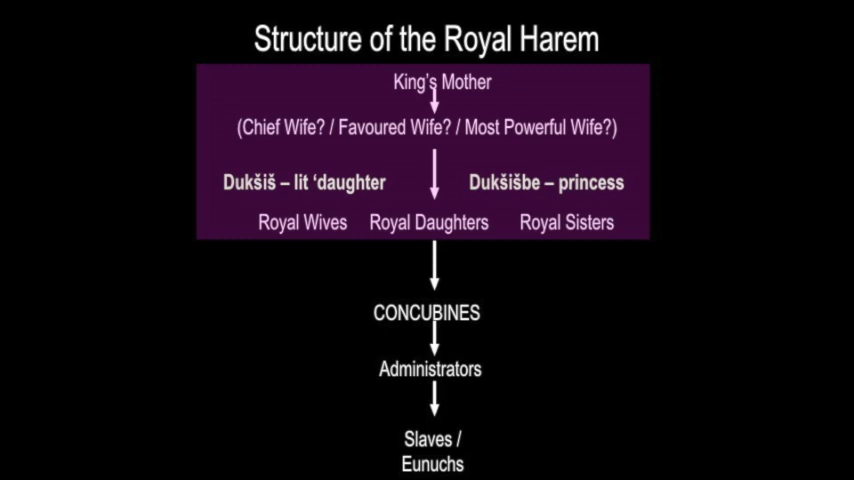 Structure of the Royal Harem
King's Mother
(Chief Wife? / Favoured Wife? / Most Powerful Wife?)
Dukšiš – lit ‘daughter
Dukšišbe – princess
Royal Wives Royal Daughters Royal Sisters
CONCUBINES
Administrators
Slaves /
Eunuchs